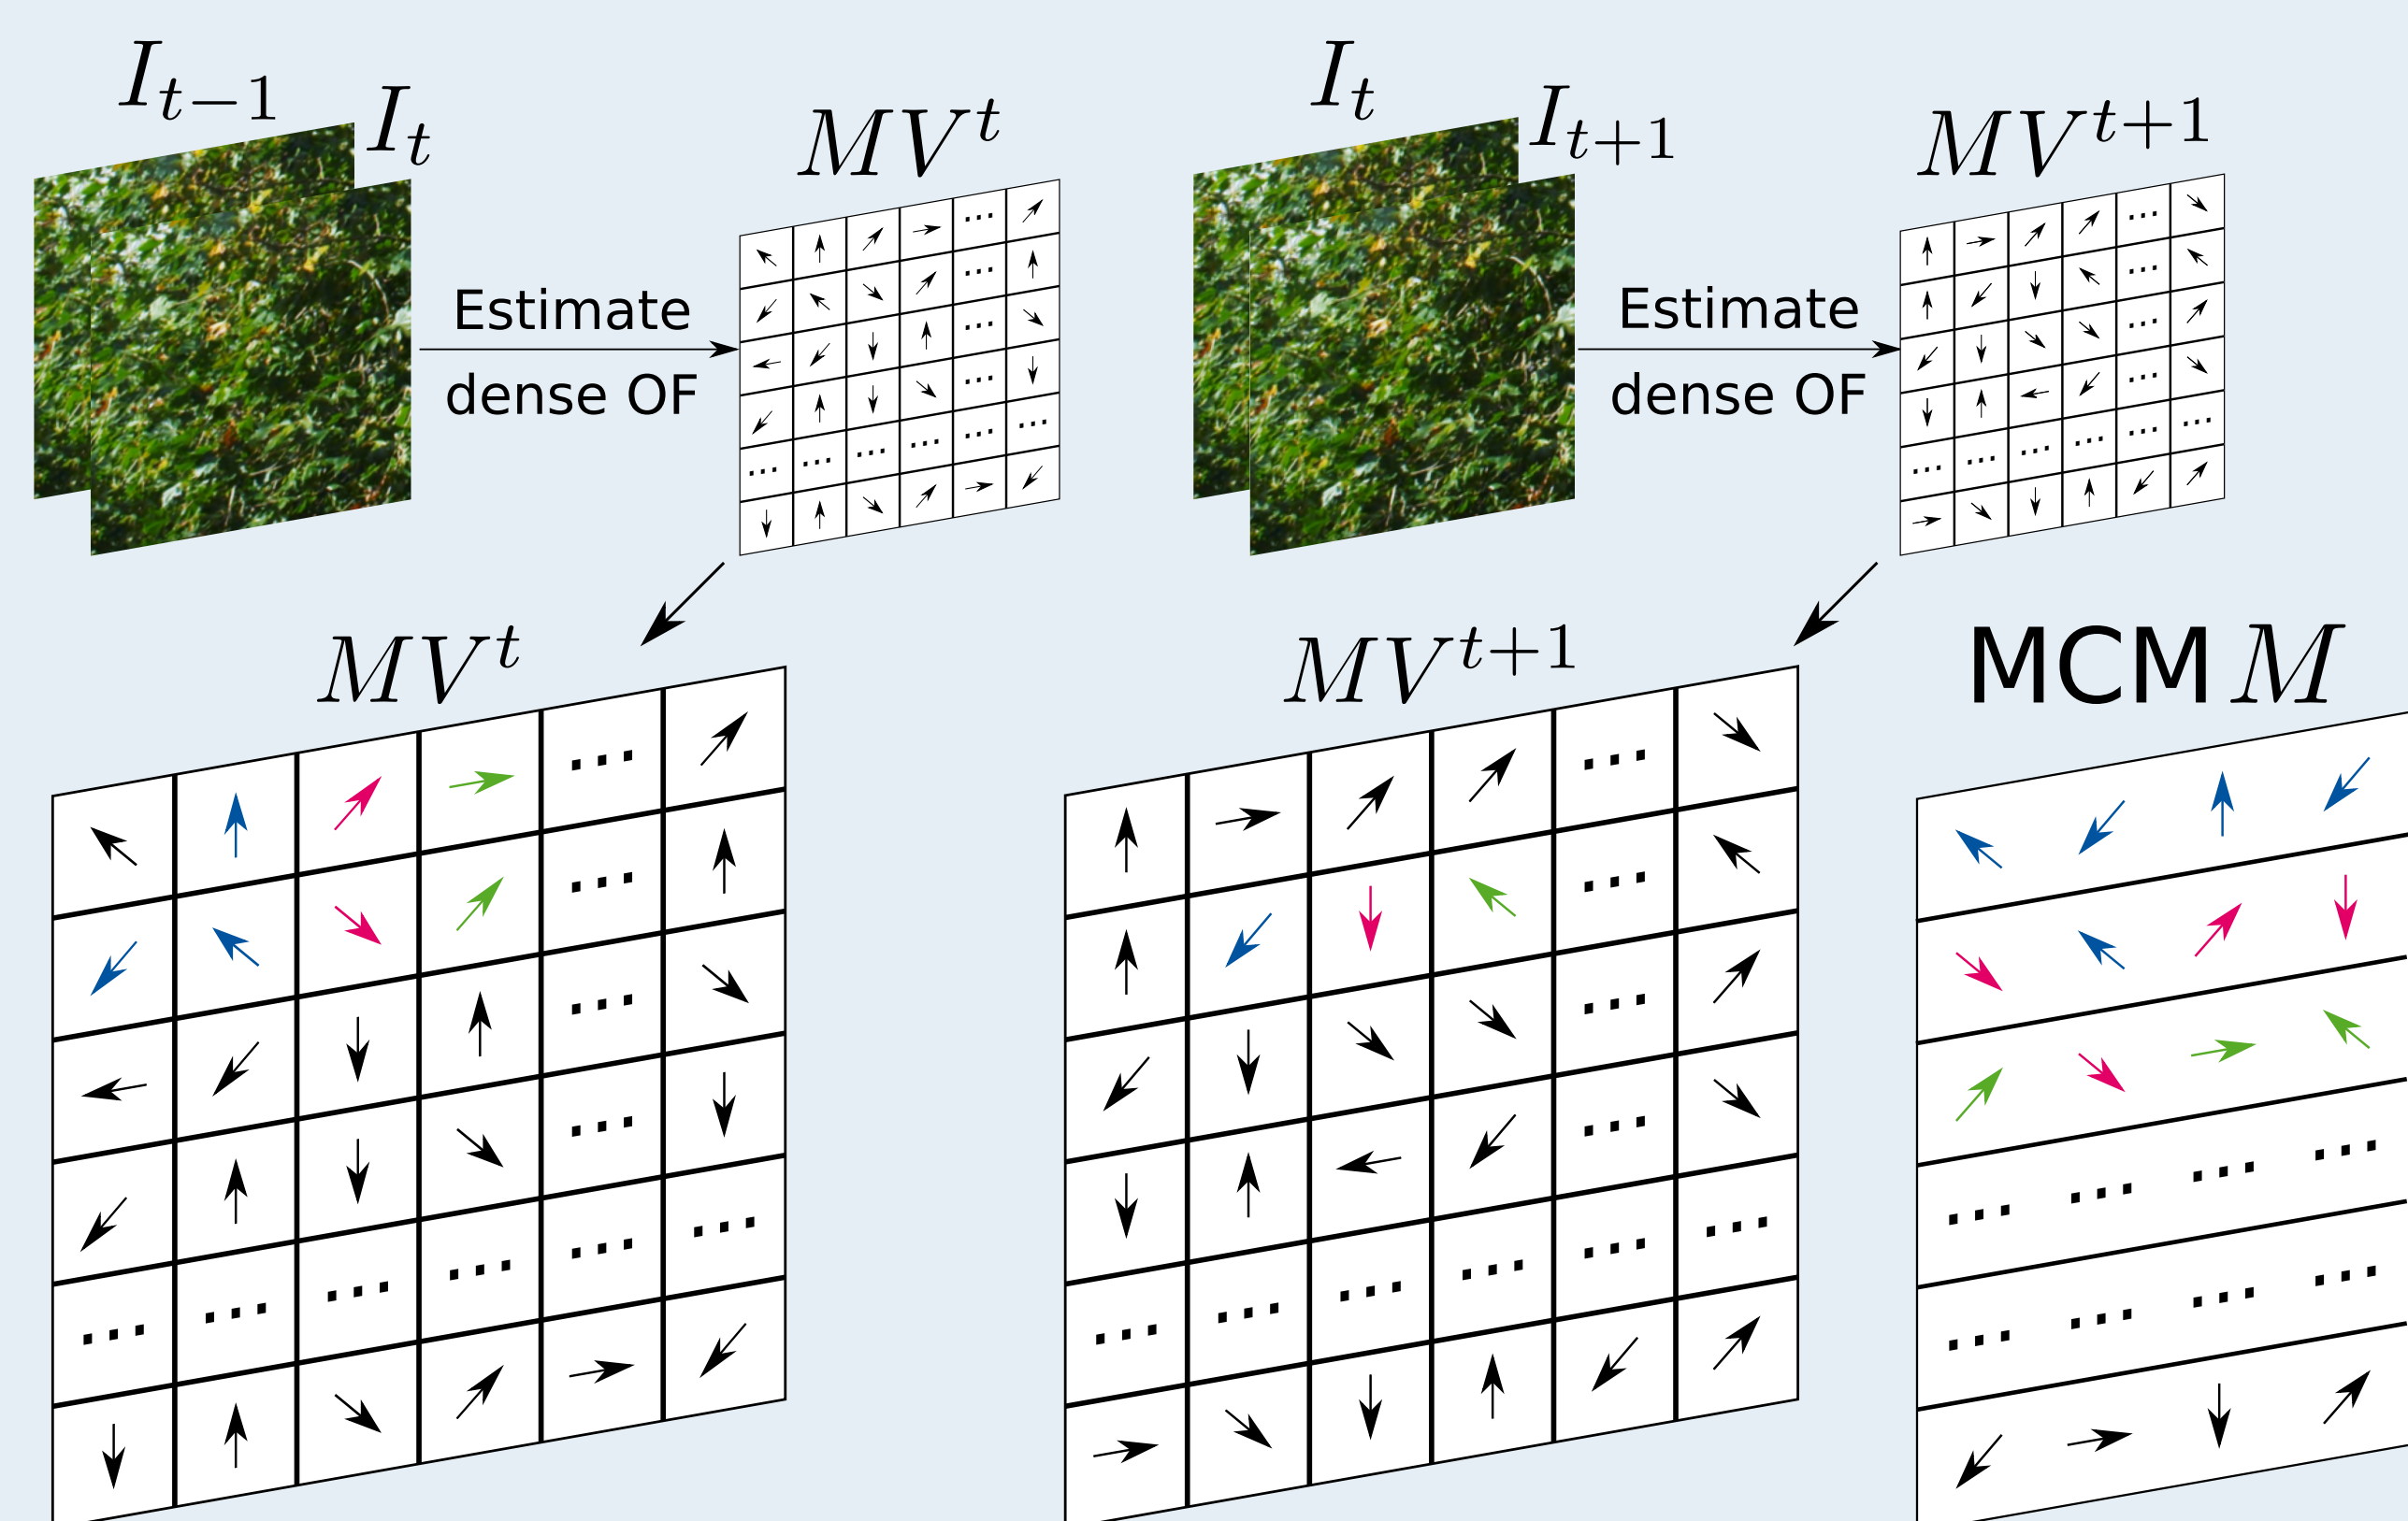 I_{t-1}
I_t
MV^t
I_t
I_{t+1}
MV^{t+1}
Estimate
dense OF
Estimate
dense OF
MV^t
MV^{t+1}
MCM M